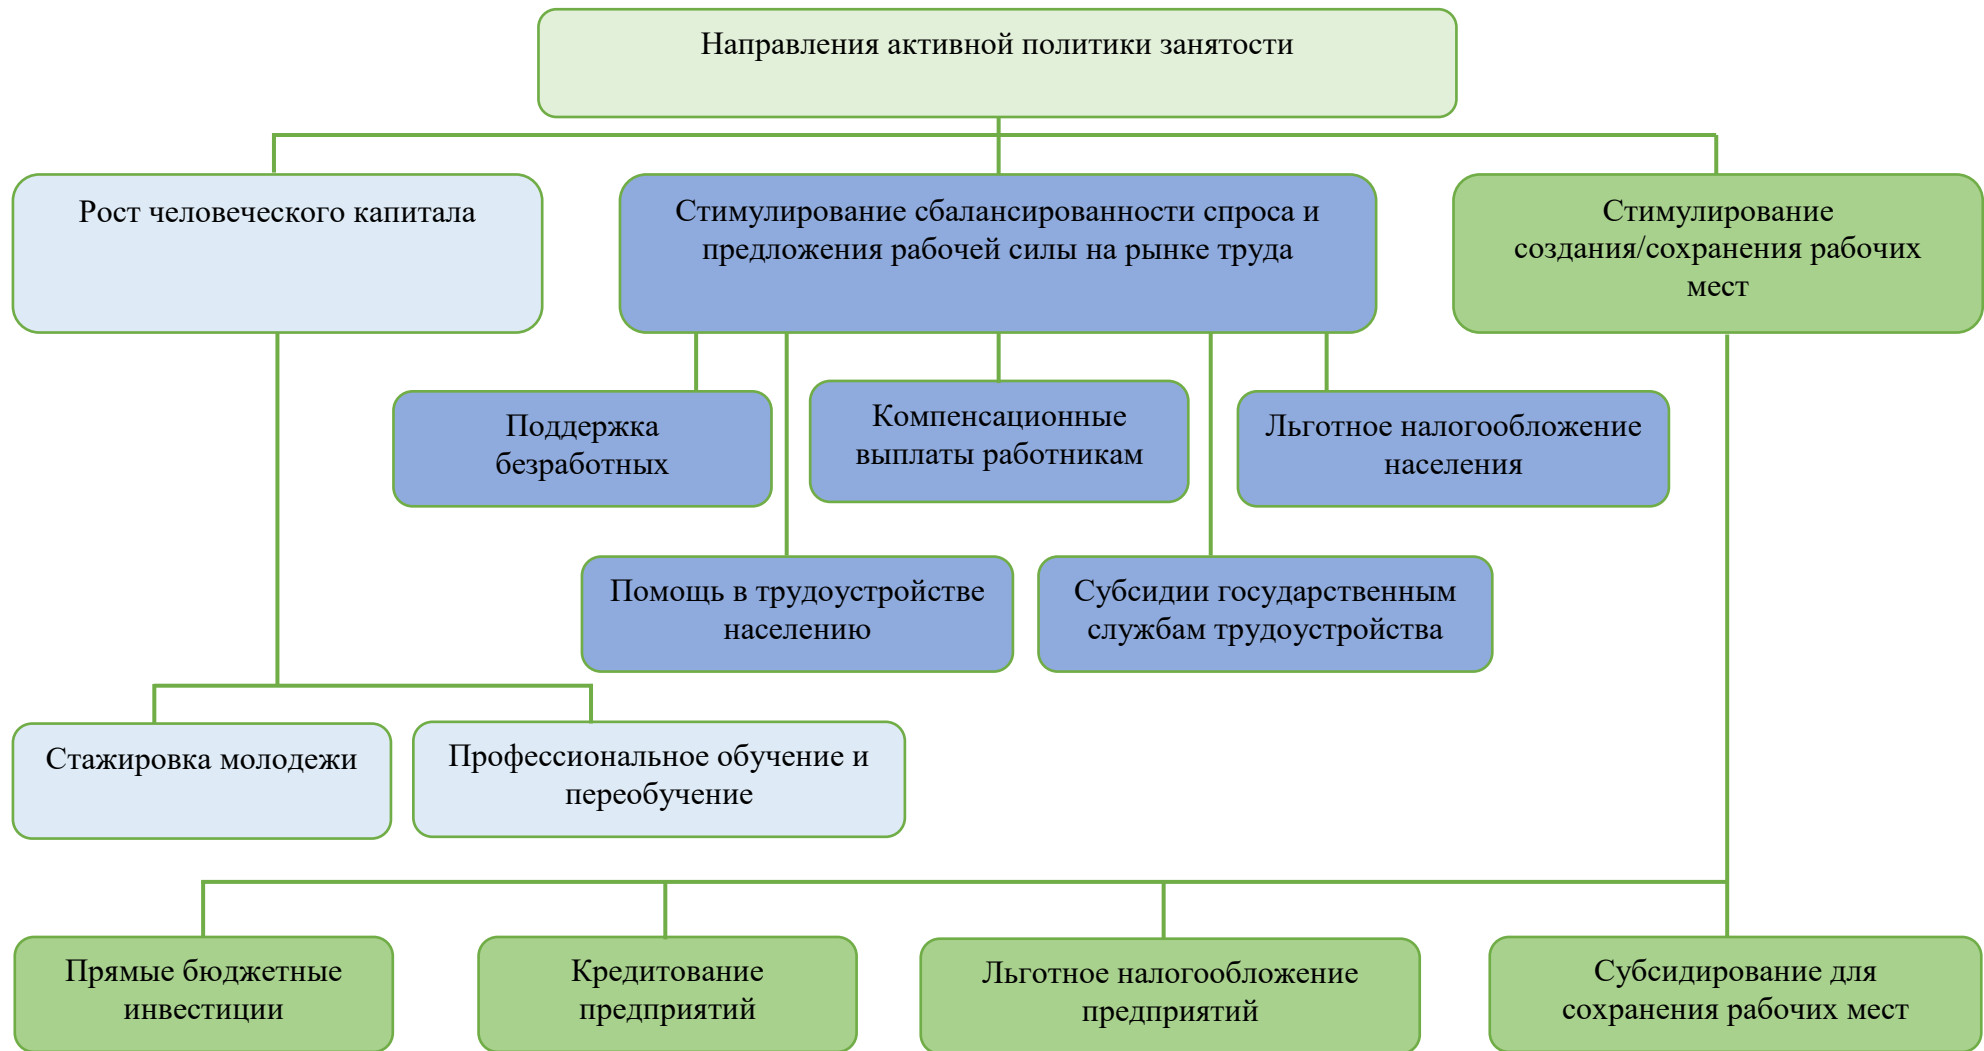 Направления активной политики занятости
Рост человеческого капитала
Стимулирование сбалансированности спроса и
предложения рабочей силы на рынке труда
Стимулирование
создания/сохранения рабочих
мест
Поддержка
безработных
Компенсационные
выплаты работникам
Льготное налогообложение
населения
Помощь в трудоустройстве
населению
Субсидии государственным
службам трудоустройства
Стажировка молодежи
Профессиональное обучение и
переобучение
Прямые бюджетные
инвестиции
Кредитование
предприятий
Льготное налогообложение
предприятий
Субсидирование для
сохранения рабочих мест